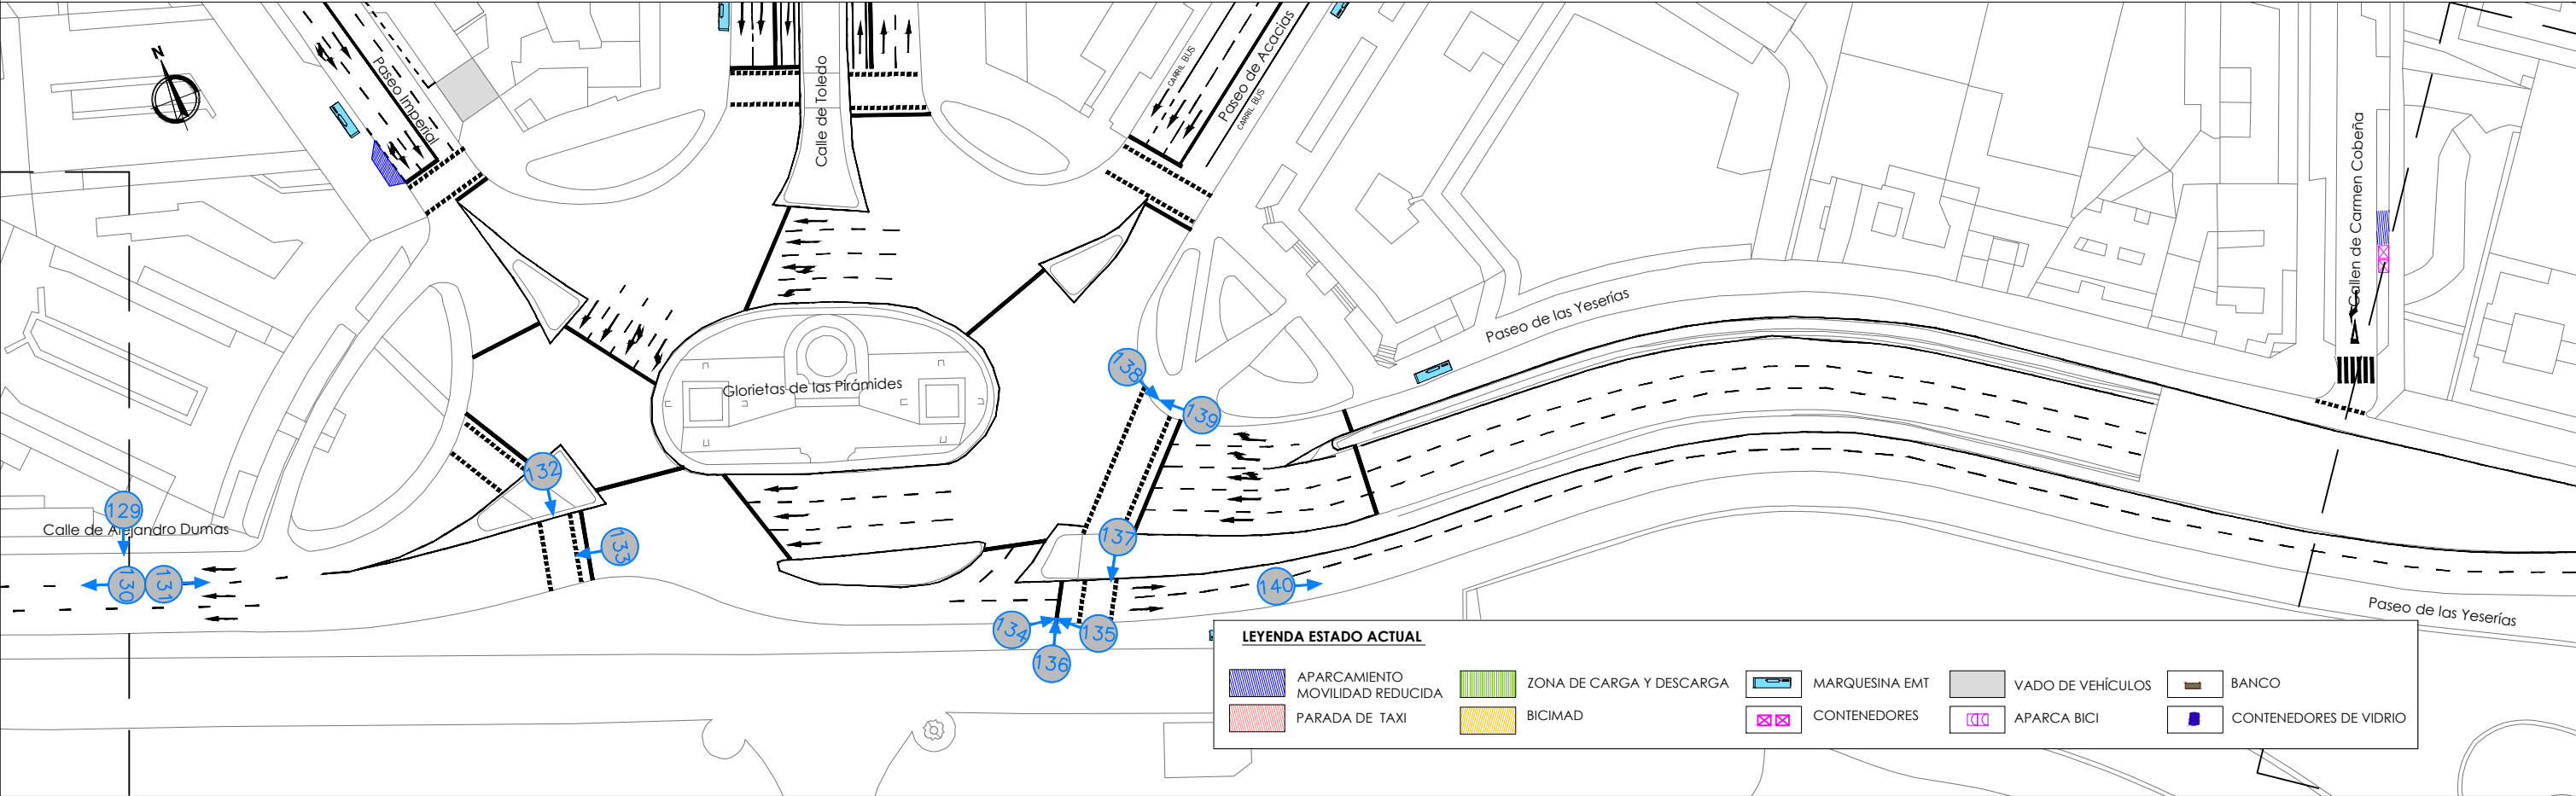 N
Paseo Imperial
Calle de Toledo
CARRIL BUS
Paseo de Acacias
CARRIL BUS
Callen de Carmen Cobeña
Paseo de las Yeserías
Glorietas de las Pirámides
138
139
132
129
Calle de Alejandro Dumas
133
137
130
131
140
134
135
136
Paseo de las Yeserías
LEYENDA ESTADO ACTUAL
APARCAMIENTO
MOVILIDAD REDUCIDA
ZONA DE CARGA Y DESCARGA
MARQUESINA EMT
VADO DE VEHÍCULOS
BANCO
PARADA DE TAXI
BICIMAD
CONTENEDORES
APARCA BICI
CONTENEDORES DE VIDRIO